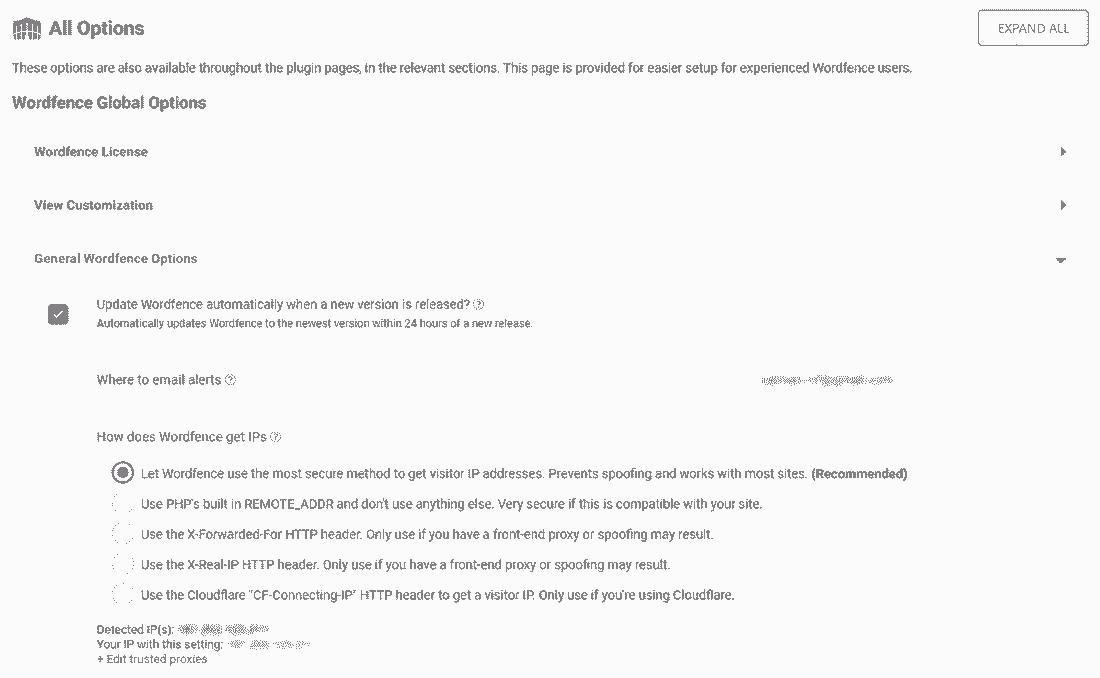 All Options
EXPAND ALL
These options are also available throughout the plugin pages, in the relevant sections. This page is provided for easier setup for experienced Wordfence users.
Wordfence Global Options
Wordfence License
View Customization
General Wordfence Options
Update Wordfence automatically when a new version is released?
Automatically updates Wordfence to the newest version within 24 hours of a new release.
Where to email alerts
How does Wordfence get IPs
Let Wordfence use the most secure method to get visitor IP addresses. Prevents spoofing and works with most sites. (Recommended)
Use PHP's built in REMOTE_ADDR and don't use anything else. Very secure if this is compatible with your site.
Use the X-Forwarded-For HTTP header. Only use if you have a front-end proxy or spoofing may result.
Use the X-Real-IP HTTP header. Only use if you have a front-end proxy or spoofing may result.
Use the Cloudflare "CF-Connecting-IP" HTTP header to get a visitor IP. Only use if you're using Cloudflare.
Detected IP(s):
Your IP with this setting:
+ Edit trusted proxies